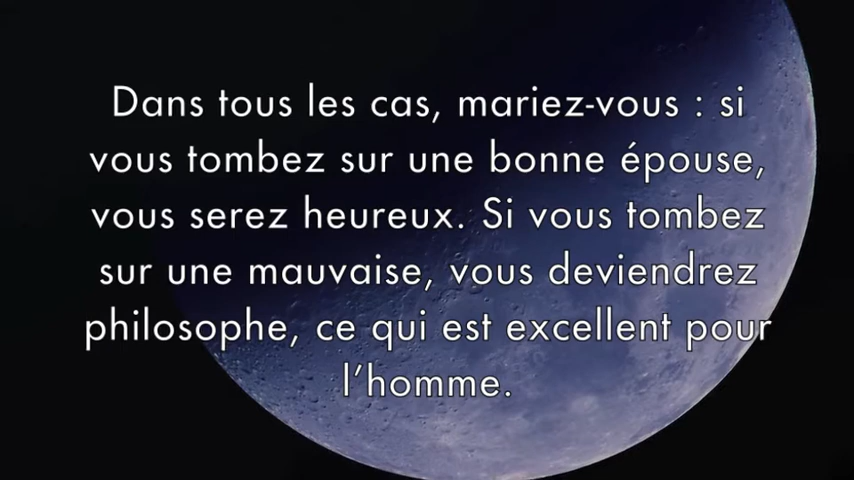 Dans tous les cas, mariez-vous : si
vous tombez sur une bonne épouse,
vous serez heureux. Si vous tombez
sur une mauvaise, vous deviendrez
philosophe, ce qui est excellent pour
l’homme.